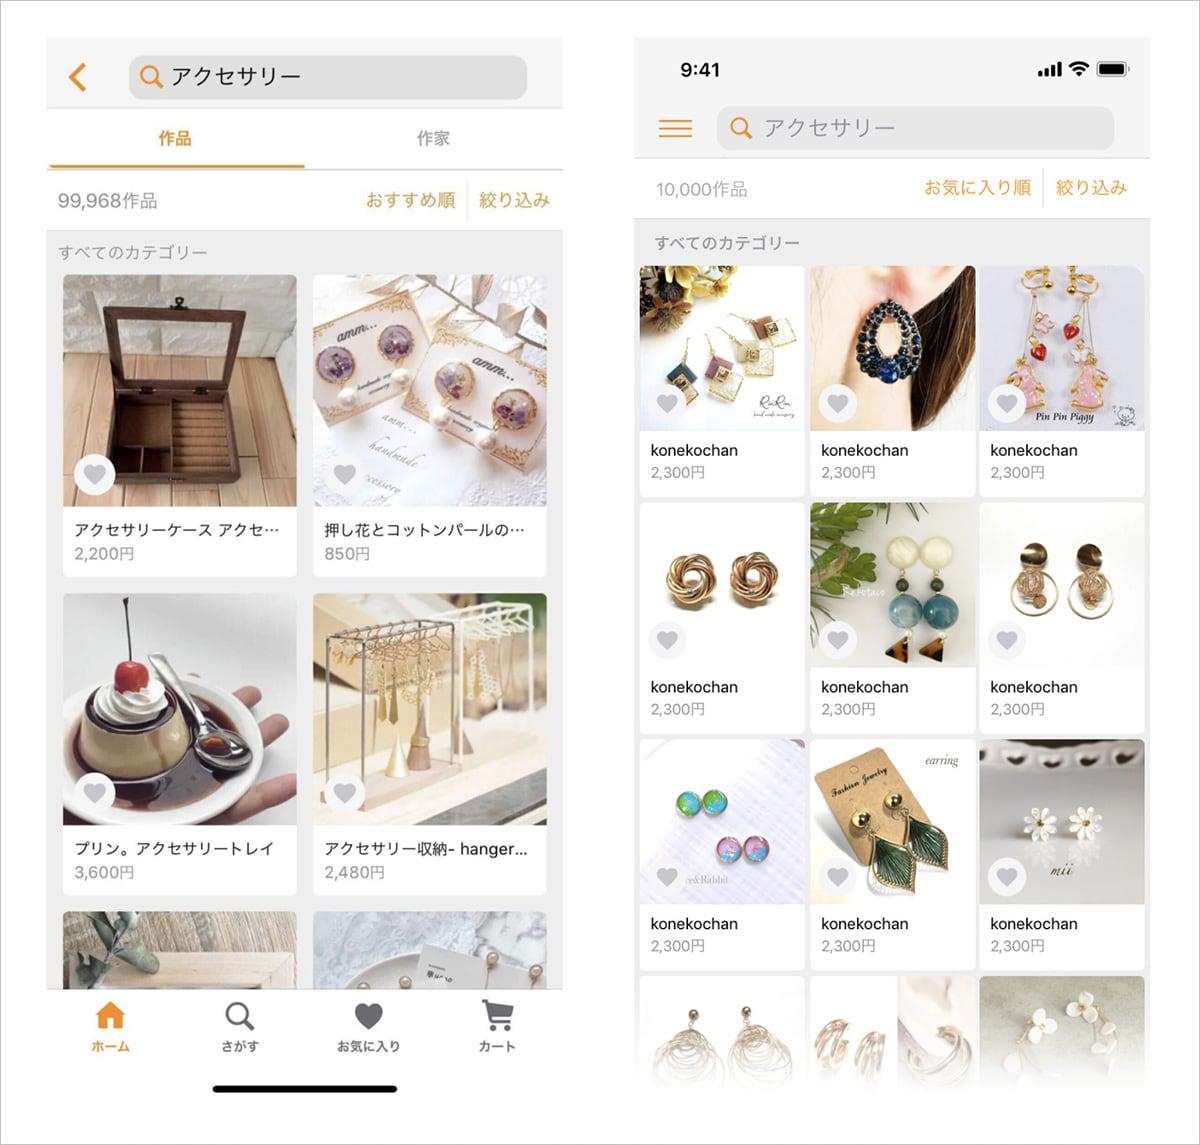 アクセサリー
作品
作家
99,968作品
おすすめ順
絞り込み
すべてのカテゴリー
amm...
amm...
amm...
handmade
アクセサリーケース アクセ…
2,200円
押し花とコットンパールの…
850円
プリン。アクセサリートレイ
3,600円
アクセサリー収納- hanger...
2,480円
ホーム
さがす
お気に入り
カート
9:41
アクセサリー
10,000作品
お気に入り順
絞り込み
すべてのカテゴリー
RinRin
Pin Pin Piggy
konekochan
2,300円
konekochan
2,300円
konekochan
2,300円
konekochan
2,300円
konekochan
2,300円
konekochan
2,300円
Fashion Jewelry
earring
mii
konekochan
2,300円
konekochan
2,300円
konekochan
2,300円